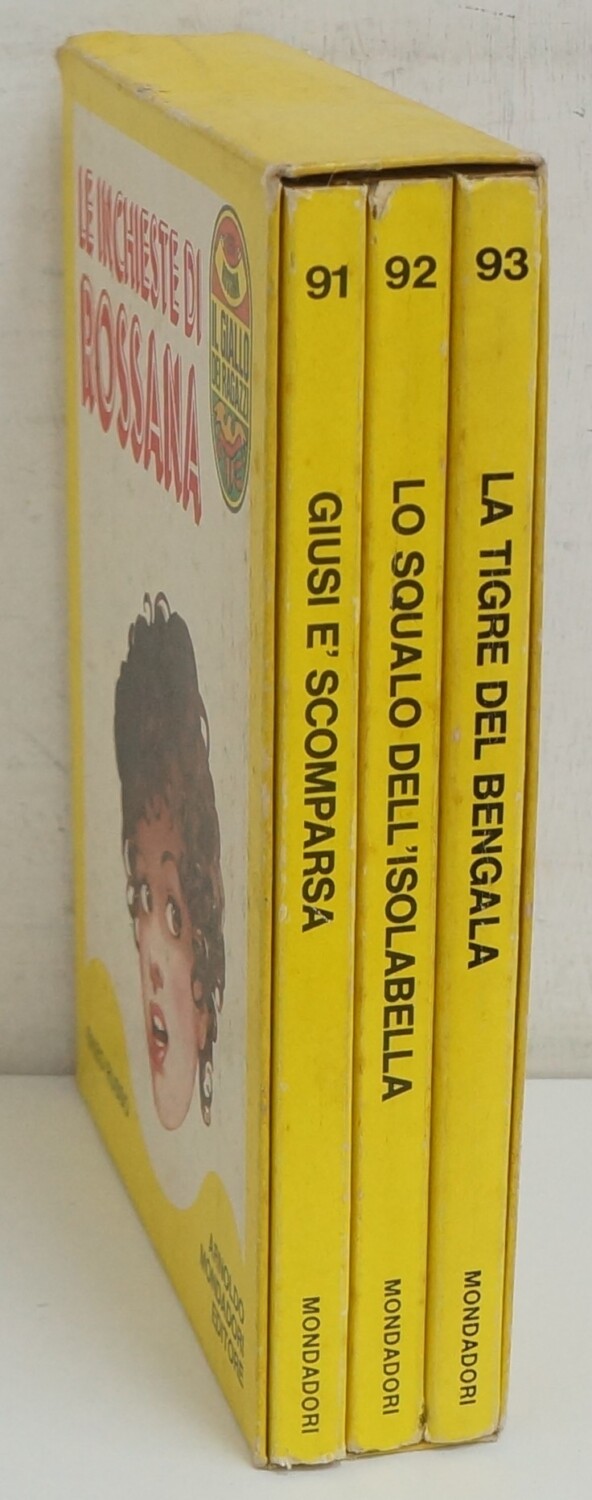 LE INCHIESTE DI
ROSSANA
IL GIALLO
DEI RAGAZZI
ARNOLDO
MONDADORI
EDITORE
91
GIUSI E' SCOMPARSA
MONDADORI
92
LO SQUALO DELL'ISOLABELLA
MONDADORI
93
LA TIGRE DEL BENGALA
MONDADORI